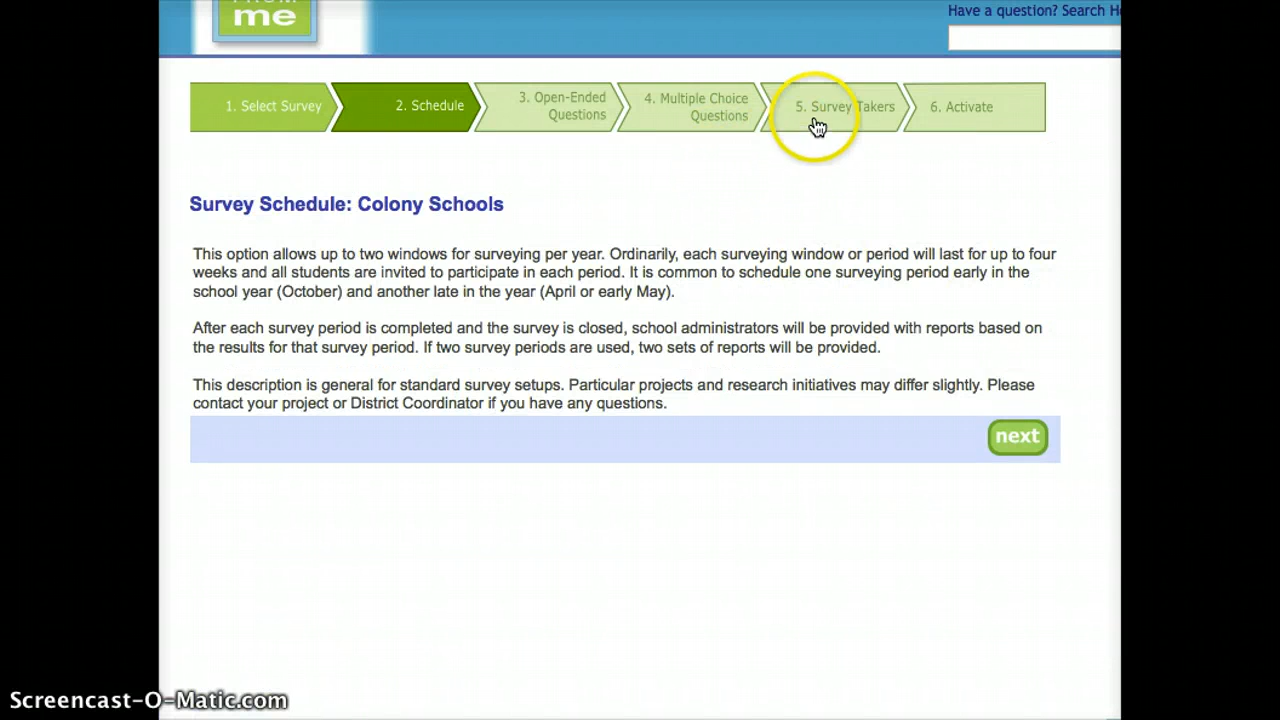 me
Have a question? Search
1. Select Survey
2. Schedule
3. Open-Ended
Questions
4. Multiple Choice
Questions
5. Survey Takers
6. Activate
Survey Schedule: Colony Schools
This option allows up to two windows for surveying per year. Ordinarily, each surveying window or period will last for up to four
weeks and all students are invited to participate in each period. It is common to schedule one surveying period early in the
school year (October) and another late in the year (April or early May).
After each survey period is completed and the survey is closed, school administrators will be provided with reports based on
the results for that survey period. If two survey periods are used, two sets of reports will be provided.
This description is general for standard survey setups. Particular projects and research initiatives may differ slightly. Please
contact your project or District Coordinator if you have any questions.
next
Screencast-O-Matic.com